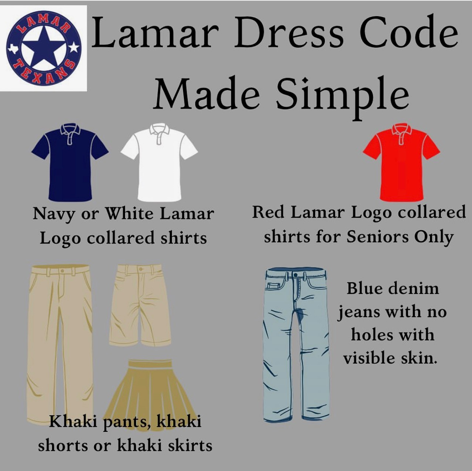 LAMAR
TEXANS
Lamar Dress Code
Made Simple
Navy or White Lamar
Logo collared shirts
Red Lamar Logo collared
shirts for Seniors Only
Blue denim
jeans with no
holes with
visible skin.
Khaki pants, khaki
shorts or khaki skirts